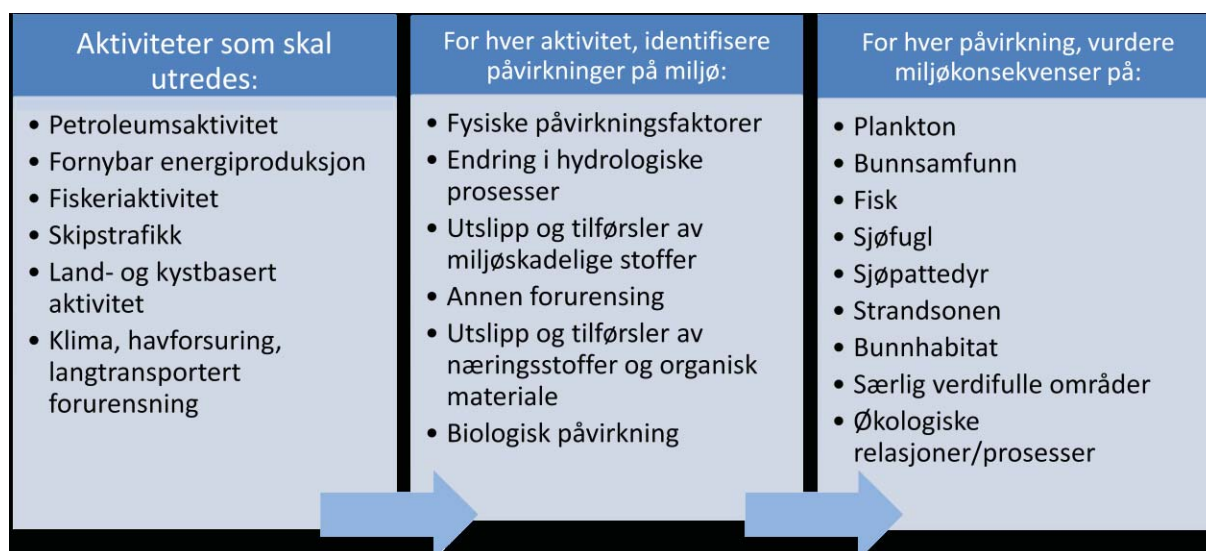 Aktiviteter som skal
utredes:
• Petroleumsaktivitet
• Fornybar energiproduksjon
• Fiskeriaktivitet
• Skipstrafikk
• Land- og kystbasert
aktivitet
• Klima, havforsuring,
langtransportert
forurensning
For hver aktivitet, identifisere
påvirkninger på miljø:
• Fysiske påvirkningsfaktorer
• Endring i hydrologiske
prosesser
• Utslipp og tilførsler av
miljøskadelige stoffer
• Annen forurensing
• Utslipp og tilførsler av
næringsstoffer og organisk
materiale
• Biologisk påvirkning
For hver påvirkning, vurdere
miljøkonsekvenser på:
• Plankton
• Bunnsamfunn
• Fisk
• Sjøfugl
• Sjøpattedyr
• Strandsonen
• Bunnhabitat
• Særlig verdifulle områder
• Økologiske
relasjoner/prosesser